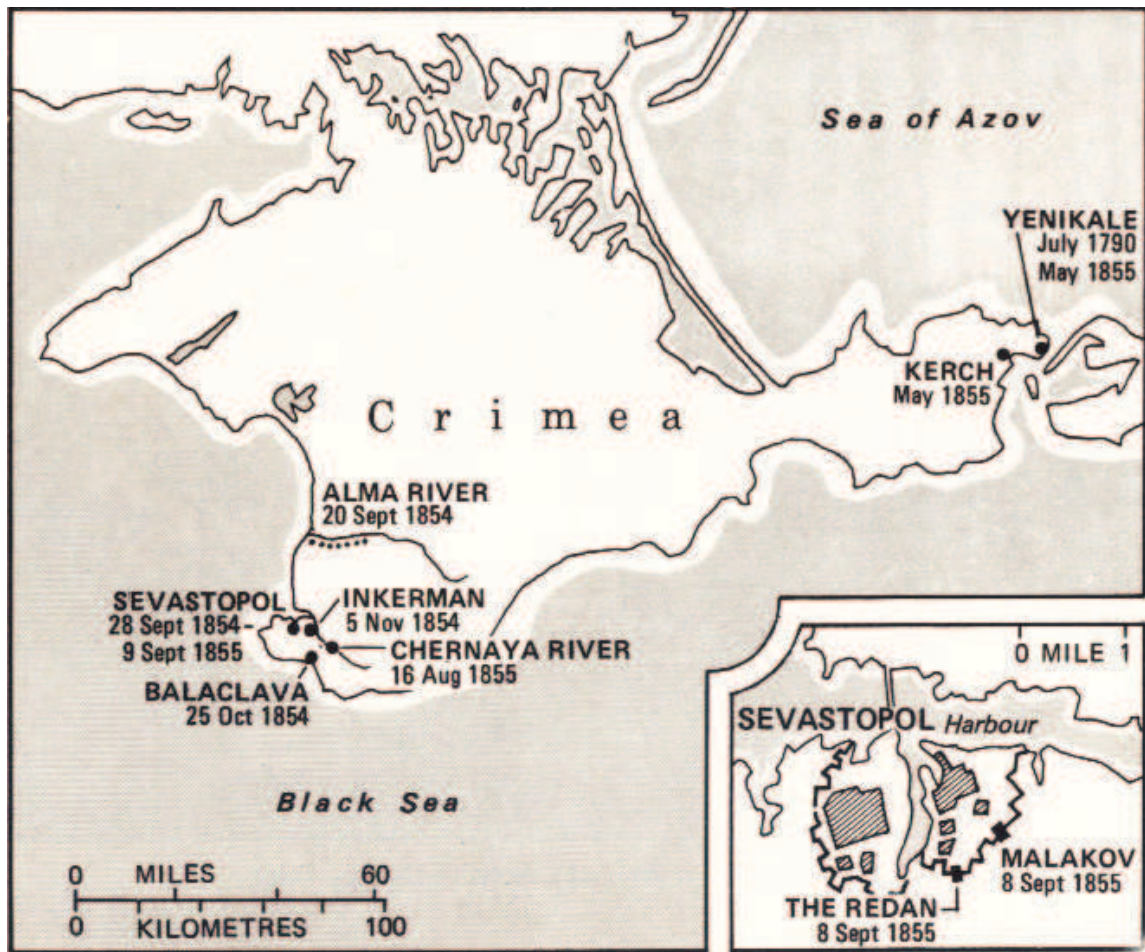 Sea of Azov
YENIKALE
July 1790
May 1855
KERCH
May 1855
Crimea
ALMA RIVER
20 Sept 1854
SEVASTOPOL
28 Sept 1854–
9 Sept 1855
INKERMAN
5 Nov 1854
CHERNAYA RIVER
16 Aug 1855
BALACLAVA
25 Oct 1854
Black Sea
0 MILES 60
0 KILOMETRES 100
0 MILE 1
SEVASTOPOL Harbour
MALAKOV
8 Sept 1855
THE REDAN
8 Sept 1855